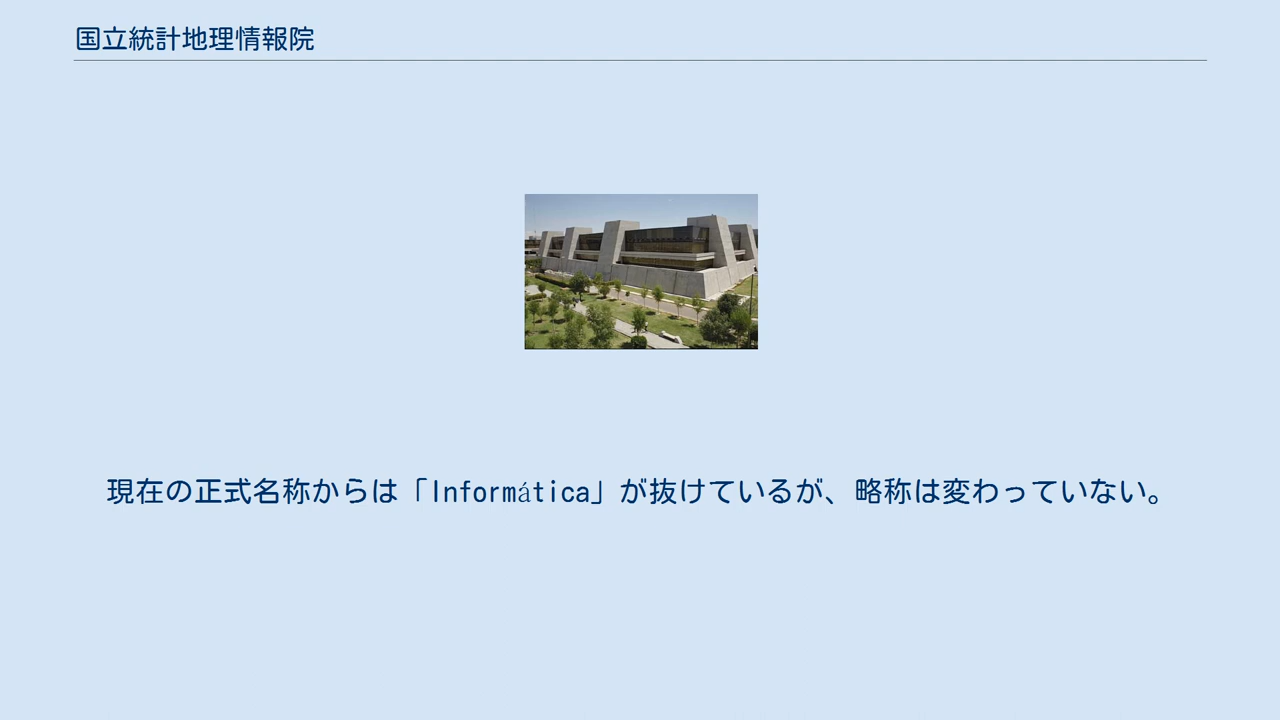 国立統計地理情報院
現在の正式名称からは「Informática」が抜けているが、略称は変わっていない。